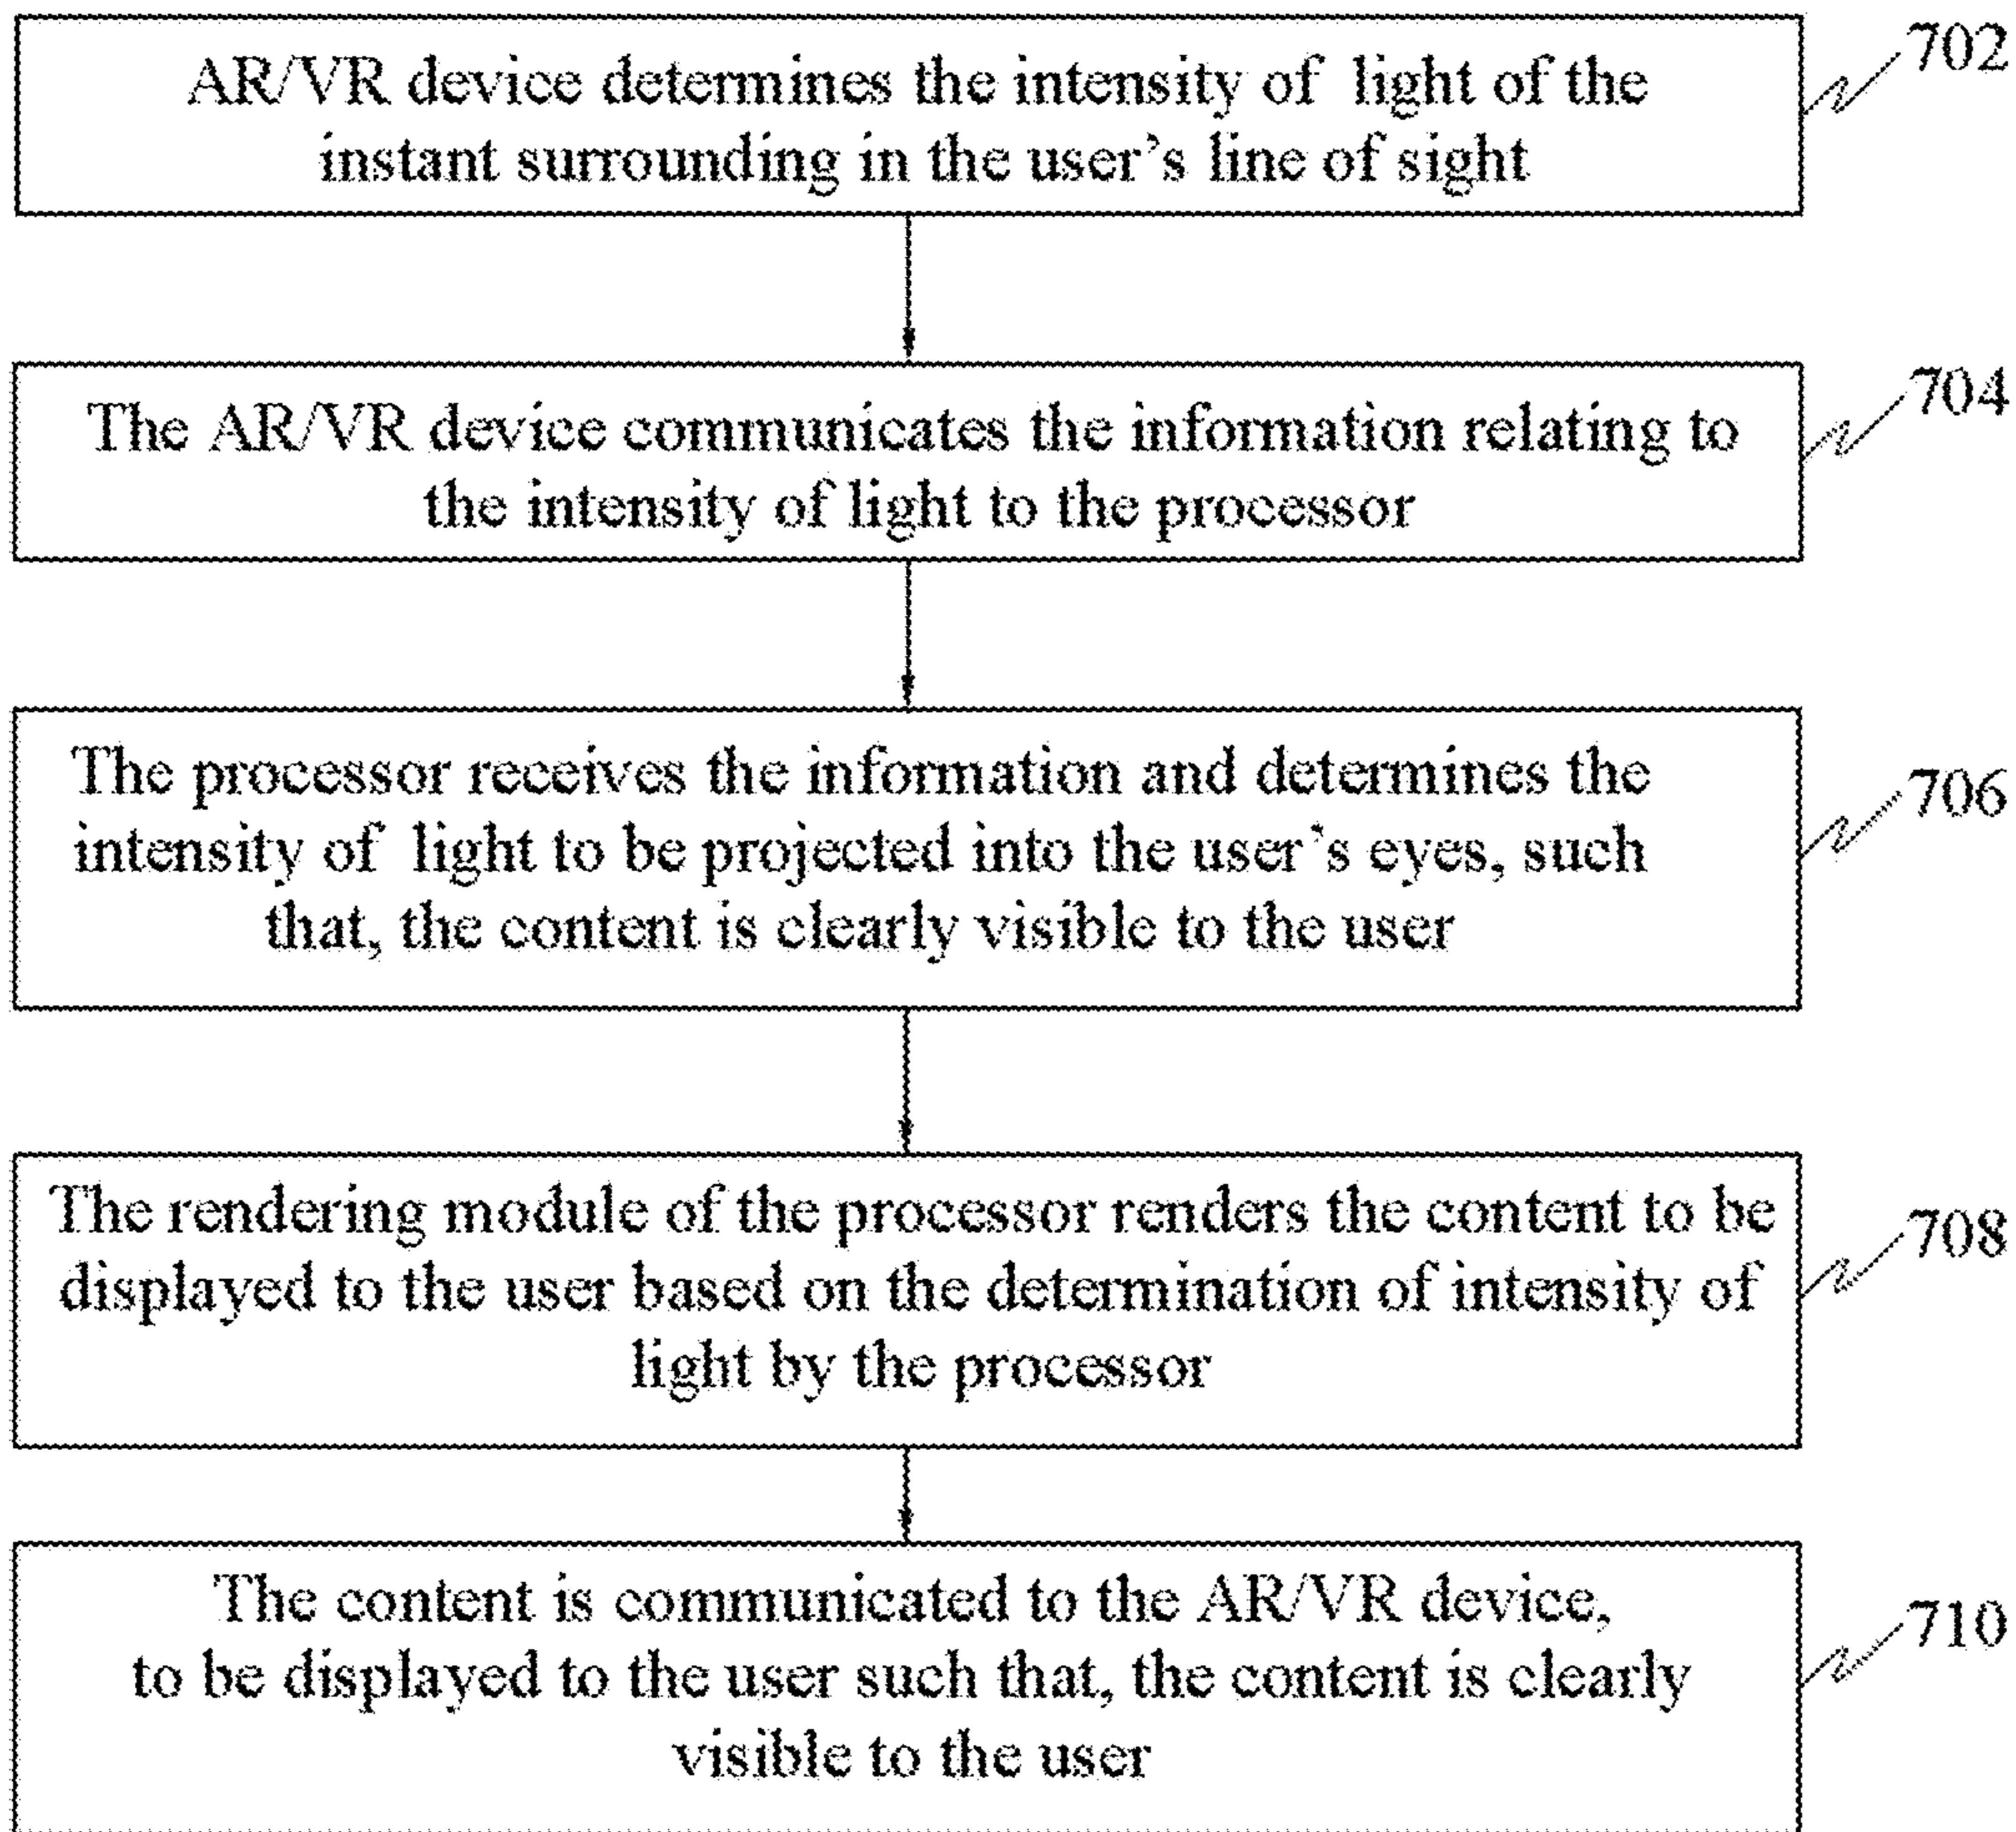 AR/VR device determines the intensity of light of the
instant surrounding in the user's line of sight
702
The AR/VR device communicates the information relating to
the intensity of light to the processor
704
The processor receives the information and determines the
intensity of light to be projected into the user's eyes, such
that, the content is clearly visible to the user
706
The rendering module of the processor renders the content to be
displayed to the user based on the determination of intensity of
light by the processor
708
The content is communicated to the AR/VR device,
to be displayed to the user such that, the content is clearly
visible to the user
710